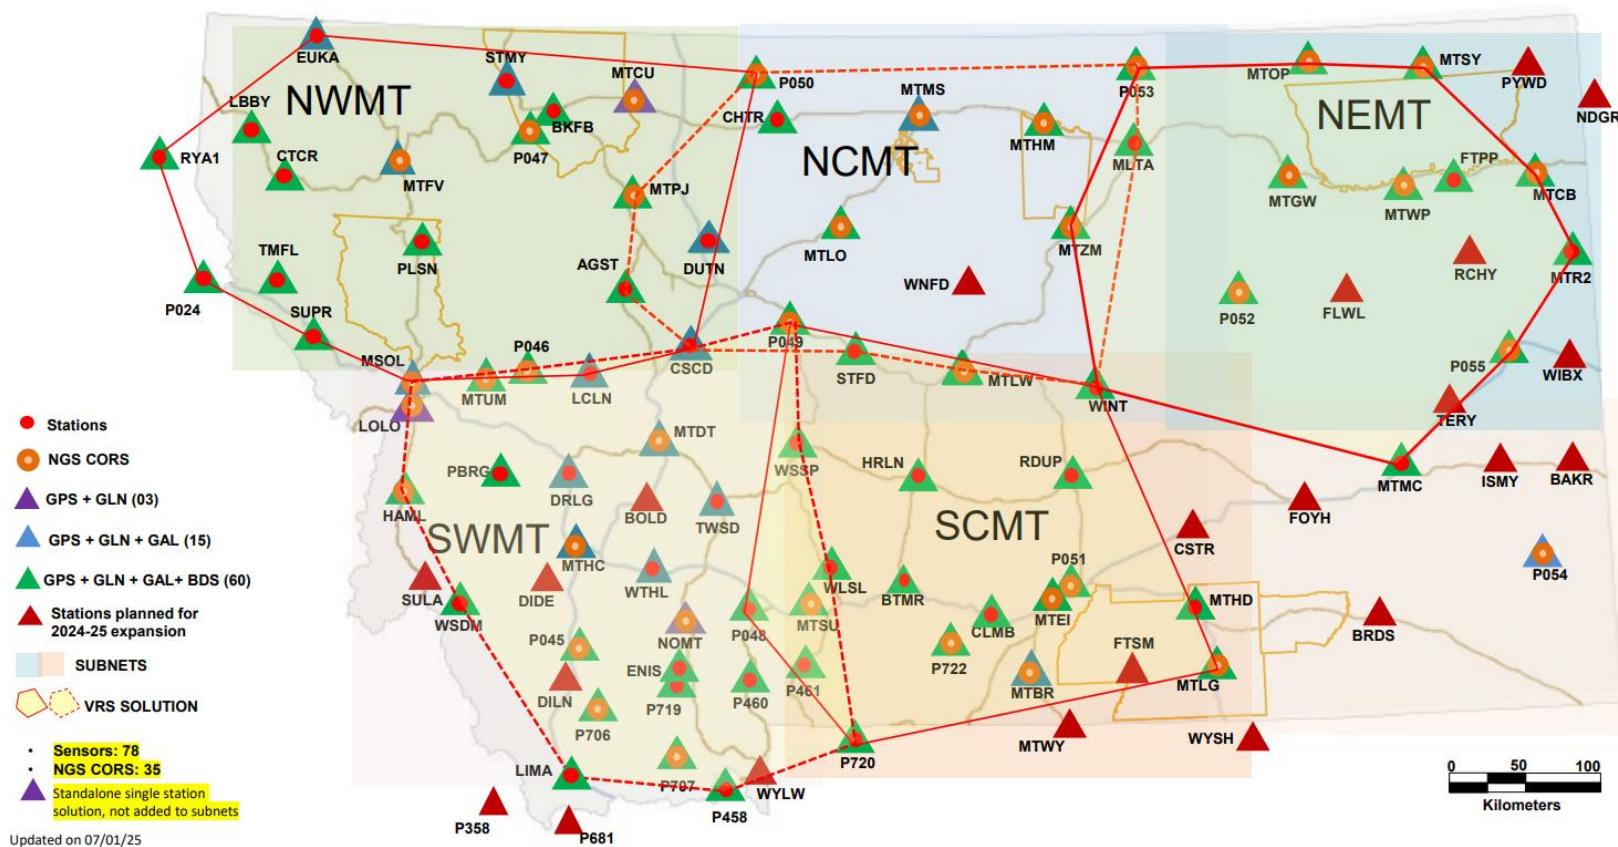 EUKA
STMY
MTCU
P050
P053
MTOP
MTSY
PYWD
NDGR
LBBY
NWMT
BKFB
P047
CHTR
MTMS
MTHM
NEMT
RYA1
CTCR
MTFV
NCMT
MLTA
FTPP
MTCB
MTGW
MTWP
MTPJ
TMFL
PLSN
AGST
DUTN
MTLO
MTZM
WNFD
RCHY
MTR2
P024
SUPR
P052
FLWL
MSOL
P046
CSCD
P049
STFD
MTLW
WINT
P055
WIBX
MTUM
LCLN
LOLO
TERY
MTDT
WSSP
HRLN
RDUP
PBRG
DRLG
BOLD
TWSD
MTMC
ISMY
BAKR
HAML
SWMT
SCMT
FOYH
CSTR
MTHC
WTHL
WLSL
BTMR
P051
P054
SULA
WSDM
DIDE
P045
NOMT
P048
MTSU
CLMB
MTEI
MTHD
BRDS
ENIS
P722
FTSM
DILN
P719
P460
P461
MTBR
MTLG
P706
P707
LIMA
P458
WYLW
P720
MTWY
WYSH
P358
P681
Stations
NGS CORS
GPS + GLN (03)
GPS + GLN + GAL (15)
GPS + GLN + GAL+ BDS (60)
Stations planned for
2024-25 expansion
SUBNETS
VRS SOLUTION
• Sensors: 78
• NGS CORS: 35
Standalone single station
solution, not added to subnets
Updated on 07/01/25
0 50 100
Kilometers